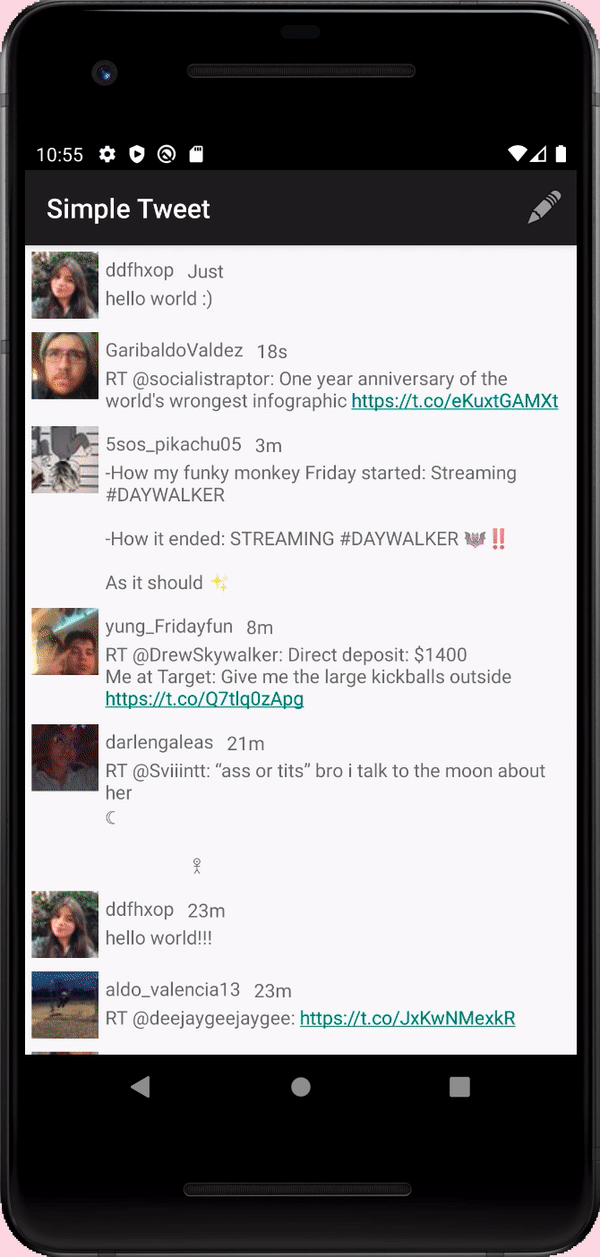 10:55
Simple Tweet
ddfhxop Just
hello world :)
GaribaldoValdez 18s
RT @socialistraptor: One year anniversary of the
world's wrongest infographic https://t.co/eKuxtGAMXt
5sos_pikachu05 3m
-How my funky monkey Friday started: Streaming
#DAYWALKER
-How it ended: STREAMING #DAYWALKER 🦇‼️
As it should ✨
yung_Fridayfun 8m
RT @DrewSkywalker: Direct deposit: $1400
Me at Target: Give me the large kickballs outside
https://t.co/Q7tlq0zApg
darlengaleas 21m
RT @Sviiintt: “ass or tits” bro i talk to the moon about
her
☾
𐀪
ddfhxop 23m
hello world!!!
aldo_valencia13 23m
RT @deejaygeejaygee: https://t.co/JxKwNMexkR